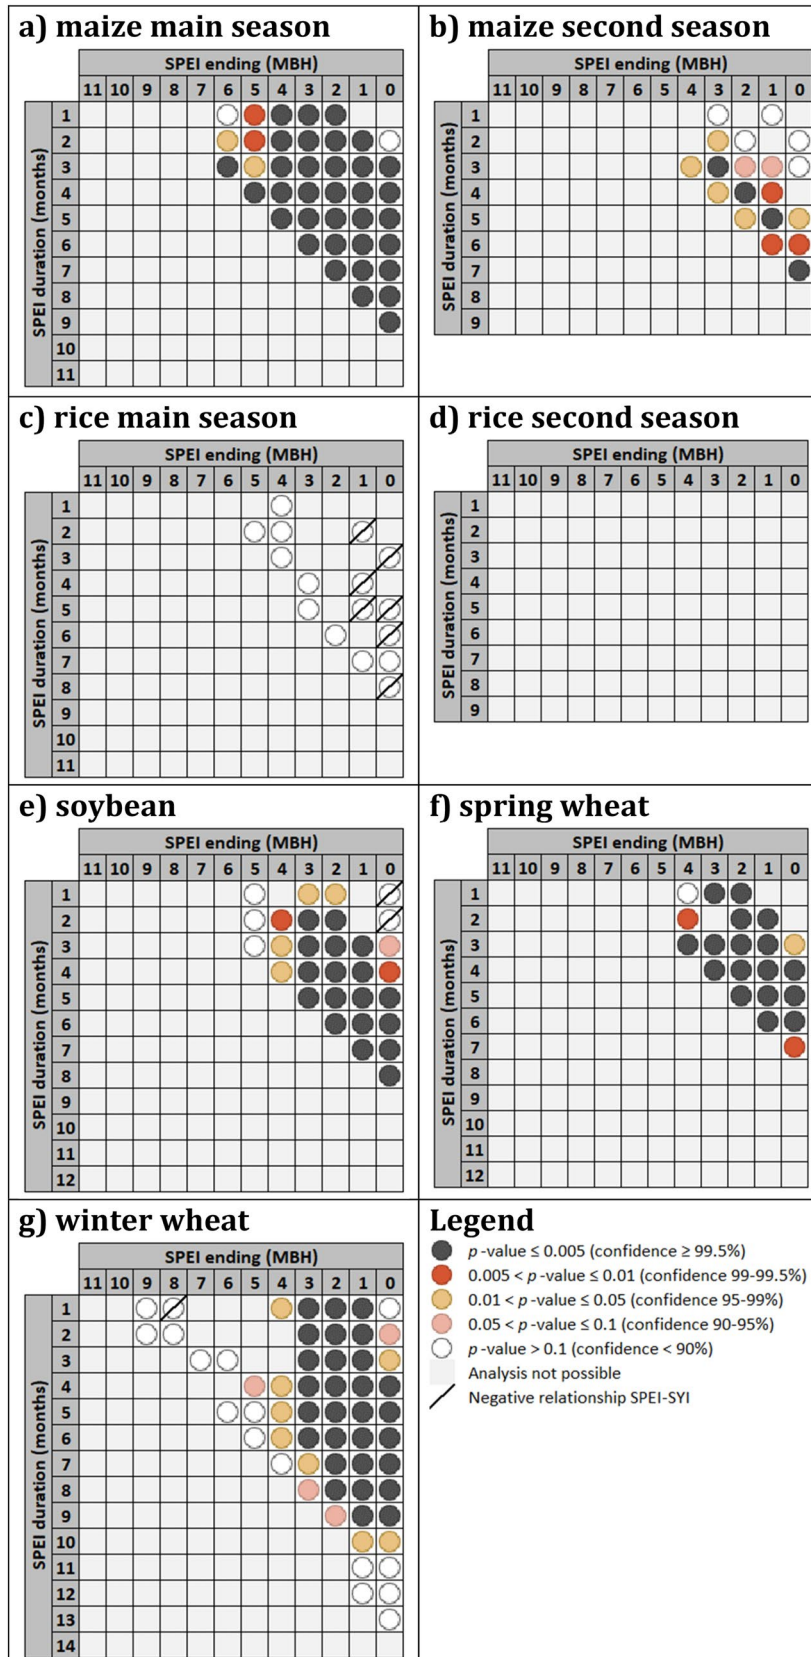 a) maize main season
SPEI ending (MBH)
11 10 9 8 7 6 5 4 3 2 1 0
SPEI duration (months)
1
2
3
4
5
6
7
8
9
10
11
b) maize second season
SPEI ending (MBH)
11 10 9 8 7 6 5 4 3 2 1 0
SPEI duration (months)
1
2
3
4
5
6
7
8
9
c) rice main season
SPEI ending (MBH)
11 10 9 8 7 6 5 4 3 2 1 0
SPEI duration (months)
1
2
3
4
5
6
7
8
9
10
11
d) rice second season
SPEI ending (MBH)
11 10 9 8 7 6 5 4 3 2 1 0
SPEI duration (months)
1
2
3
4
5
6
7
8
9
e) soybean
SPEI ending (MBH)
11 10 9 8 7 6 5 4 3 2 1 0
SPEI duration (months)
1
2
3
4
5
6
7
8
9
10
11
12
f) spring wheat
SPEI ending (MBH)
11 10 9 8 7 6 5 4 3 2 1 0
SPEI duration (months)
1
2
3
4
5
6
7
8
9
10
11
12
g) winter wheat
SPEI ending (MBH)
11 10 9 8 7 6 5 4 3 2 1 0
SPEI duration (months)
1
2
3
4
5
6
7
8
9
10
11
12
13
14
Legend
p -value ≤ 0.005 (confidence ≥ 99.5%)
0.005 < p -value ≤ 0.01 (confidence 99-99.5%)
0.01 < p -value ≤ 0.05 (confidence 95-99%)
0.05 < p -value ≤ 0.1 (confidence 90-95%)
p -value > 0.1 (confidence < 90%)
Analysis not possible
Negative relationship SPEI-SYI